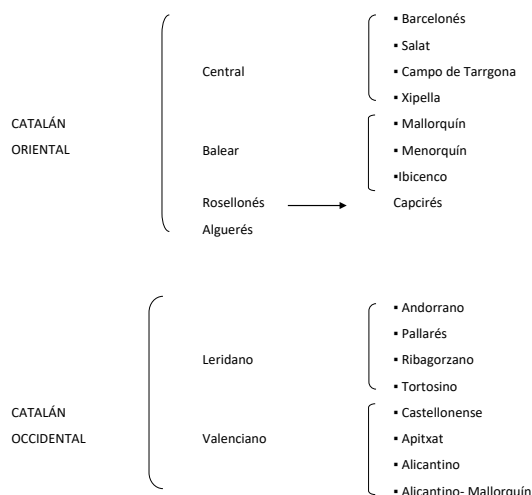 ▪ Barcelonés
▪ Salat
Central
▪ Campo de Tarrgona
▪ Xipella
CATALÁN
▪ Mallorquín
ORIENTAL
Balear
▪ Menorquín
▪Ibicenco
Rosellonés
Capcirés
Alguerés
▪ Andorrano
▪ Pallarés
Leridano
▪ Ribagorzano
▪ Tortosino
CATALÁN
▪ Castellonense
OCCIDENTAL
Valenciano
▪ Apitxat
▪ Alicantino
▪ Alicantino- Mallorquín